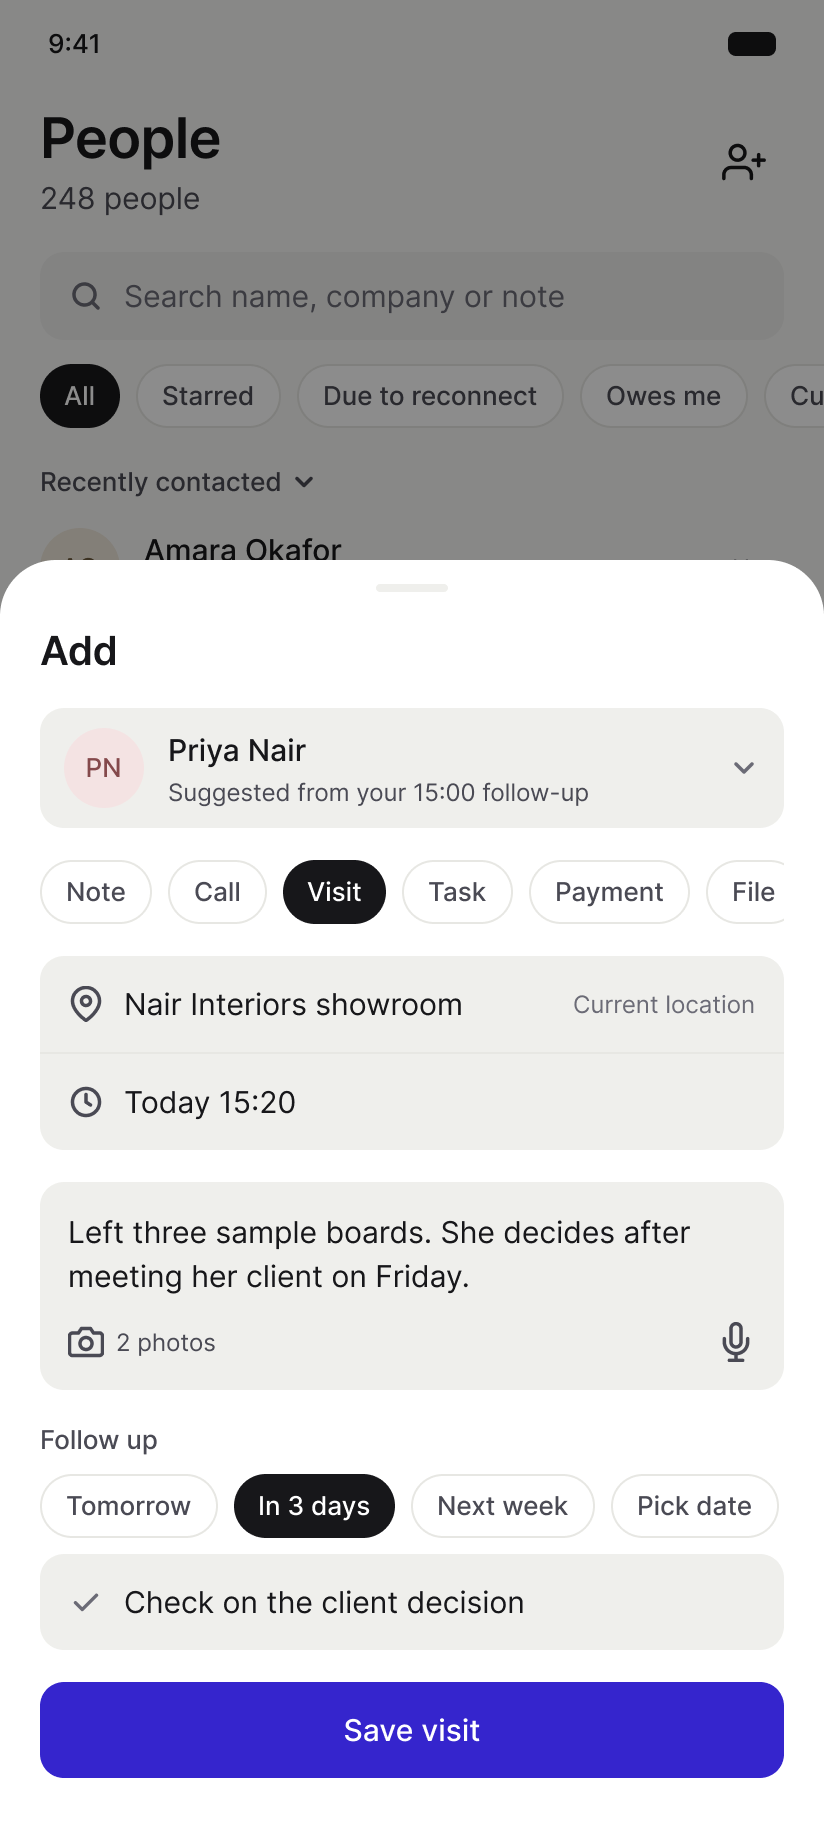 9:41
People
248 people
Search name, company or note
All
Starred
Due to reconnect
Owes me
Cu
Recently contacted
Amara Okafor
Add
PN
Priya Nair
Suggested from your 15:00 follow-up
Note
Call
Visit
Task
Payment
File
Nair Interiors showroom
Current location
Today 15:20
Left three sample boards. She decides after
meeting her client on Friday.
2 photos
Follow up
Tomorrow
In 3 days
Next week
Pick date
Check on the client decision
Save visit